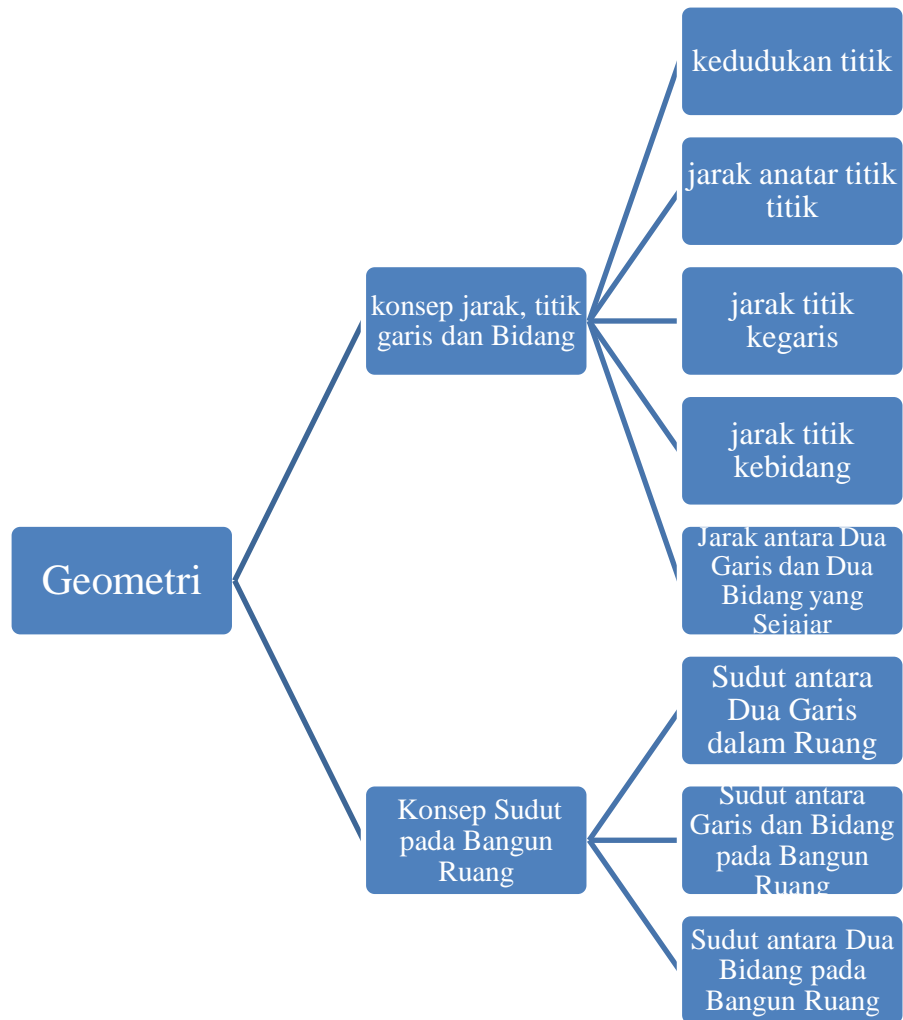 Geometri
konsep jarak, titik
garis dan Bidang
kedudukan titik
jarak anatar titik
titik
jarak titik
kegaris
jarak titik
kebidang
Jarak antara Dua
Garis dan Dua
Bidang yang
Sejajar
Konsep Sudut
pada Bangun
Ruang
Sudut antara
Dua Garis
dalam Ruang
Sudut antara
Garis dan Bidang
pada Bangun
Ruang
Sudut antara Dua
Bidang pada
Bangun Ruang